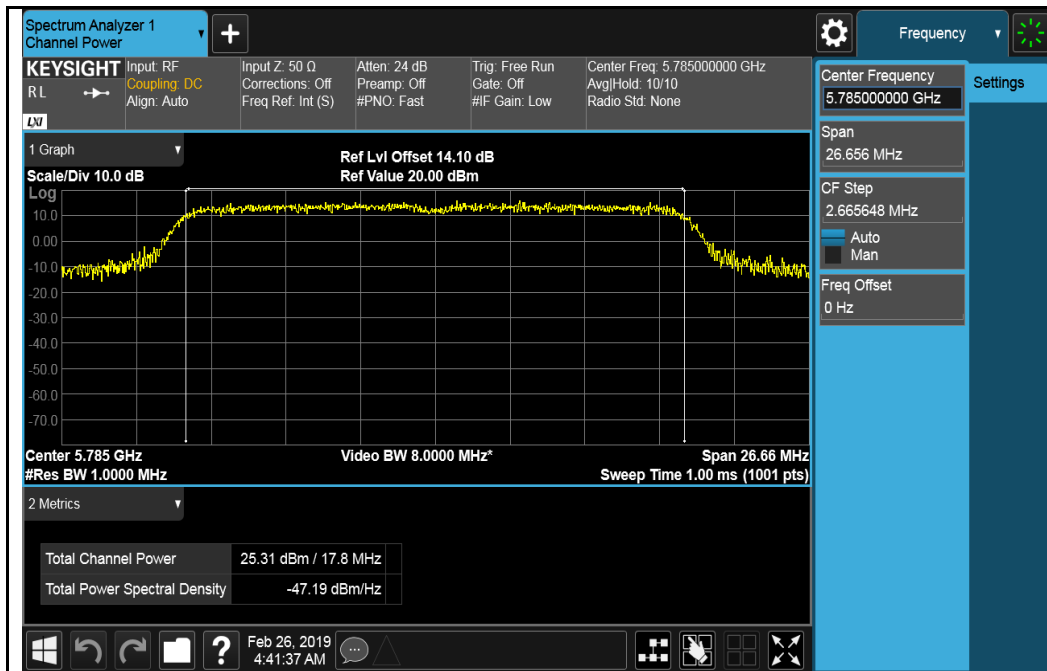 Spectrum Analyzer 1
Channel Power
+
Frequency
KEYSIGHT
RL
LXI
Input: RF
Coupling: DC
Align: Auto
Input Z: 50 Ω
Corrections: Off
Freq Ref: Int (S)
Atten: 24 dB
Preamp: Off
#PNO: Fast
Trig: Free Run
Gate: Off
#IF Gain: Low
Center Freq: 5.785000000 GHz
Avg|Hold: 10/10
Radio Std: None
Center Frequency
5.785000000 GHz
Settings
Span
26.656 MHz
CF Step
2.665648 MHz
Auto
Man
Freq Offset
0 Hz
1 Graph
Scale/Div 10.0 dB
Ref Lvl Offset 14.10 dB
Ref Value 20.00 dBm
Log
10.0
0.00
-10.0
-20.0
-30.0
-40.0
-50.0
-60.0
-70.0
Center 5.785 GHz
#Res BW 1.0000 MHz
Video BW 8.0000 MHz*
Span 26.66 MHz
Sweep Time 1.00 ms (1001 pts)
2 Metrics
Total Channel Power 25.31 dBm / 17.8 MHz
Total Power Spectral Density -47.19 dBm/Hz
?
Feb 26, 2019
4:41:37 AM